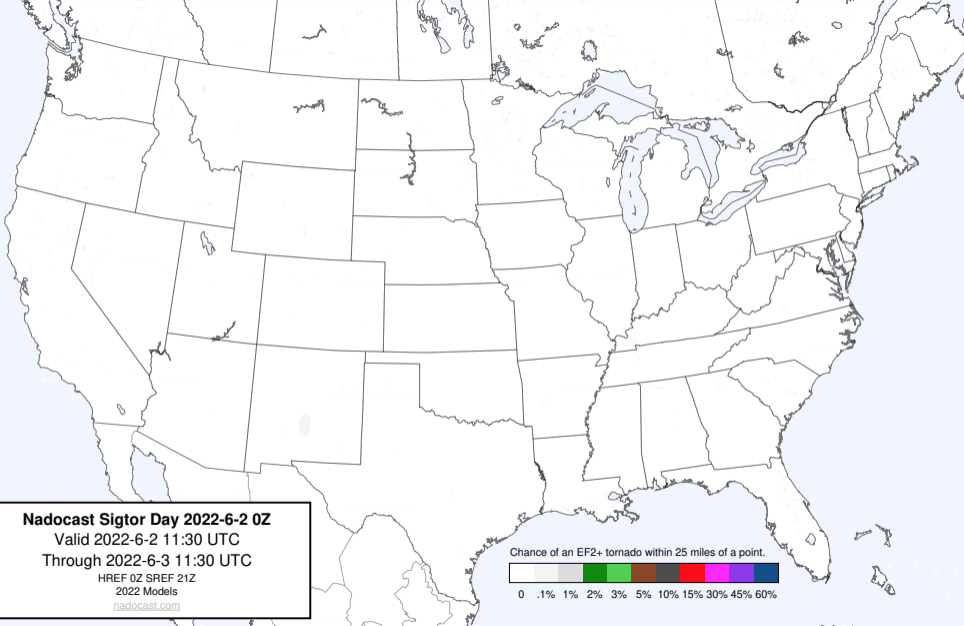 Nadocast Sigtor Day 2022-6-2 0Z
Valid 2022-6-2 11:30 UTC
Through 2022-6-3 11:30 UTC
HREF 0Z SREF 21Z
2022 Models
nadocast.com
Chance of an EF2+ tornado within 25 miles of a point.
0 .1% 1% 2% 3% 5% 10% 15% 30% 45% 60%